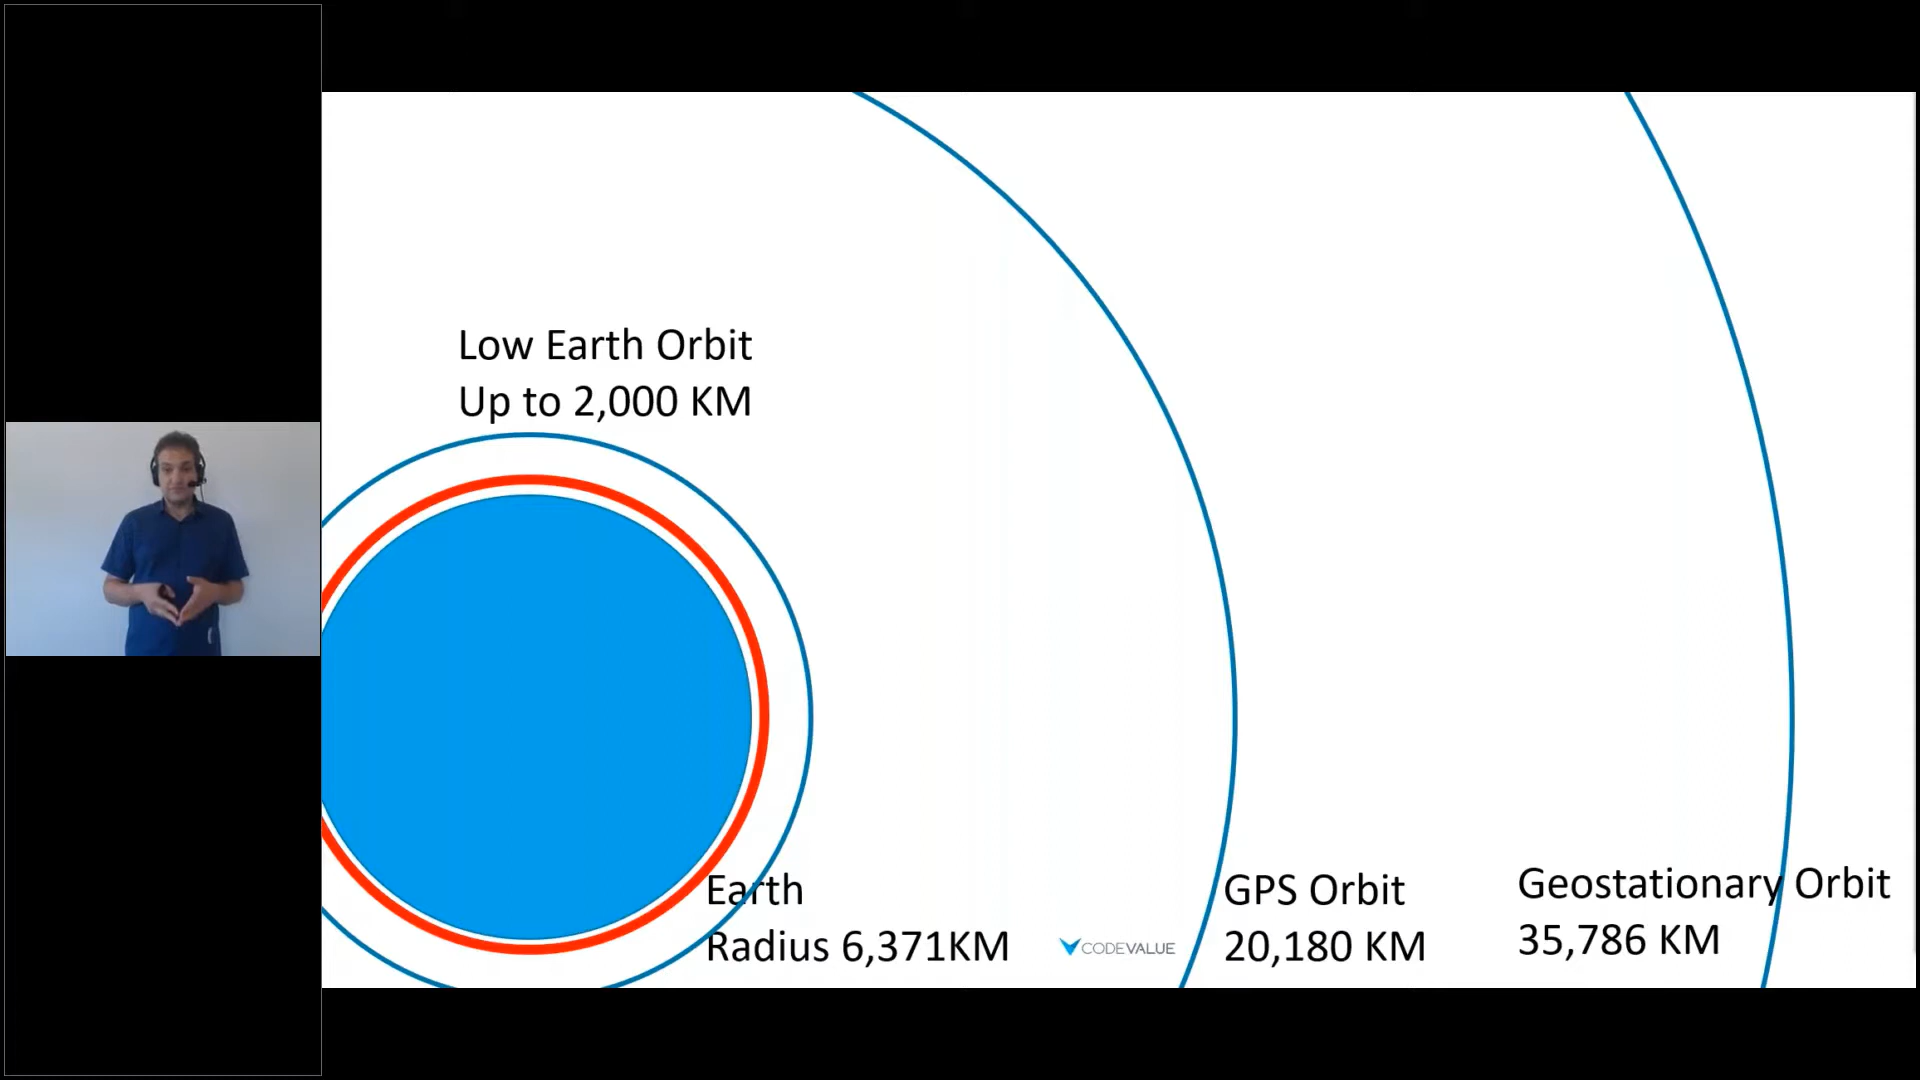 Low Earth Orbit
Up to 2,000 KM
Earth
Radius 6,371KM
CODEVALUE
GPS Orbit
20,180 KM
Geostationary Orbit
35,786 KM